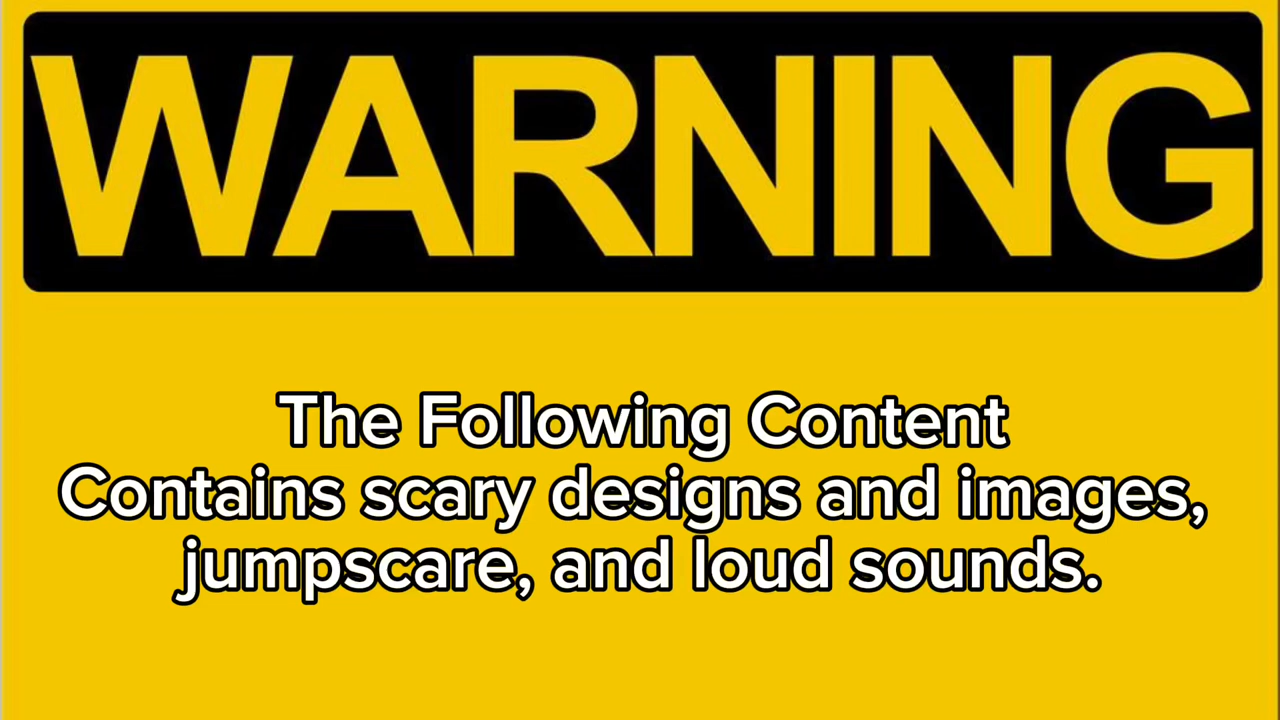 WARNING
The Following Content
Contains scary designs and images,
jumpscare, and loud sounds.